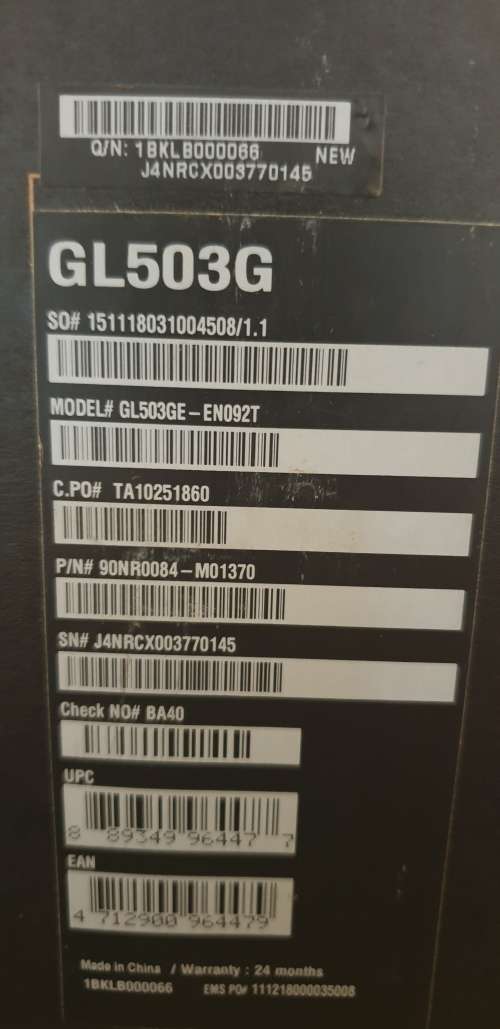 Q/N: 1BKLB000066 NEW
J4NRCX003770145
GL503G
SO# 151118031004508/1.1
MODEL# GL503GE-EN092T
C.PO# TA10251860
P/N# 90NR0084-M01370
SN# J4NRCX003770145
Check NO# BA40
UPC
8 89349 96447 7
EAN
4 712900 964479
Made in China / Warranty : 24 months
1BKLB000066 EMS PO# 111218000035008